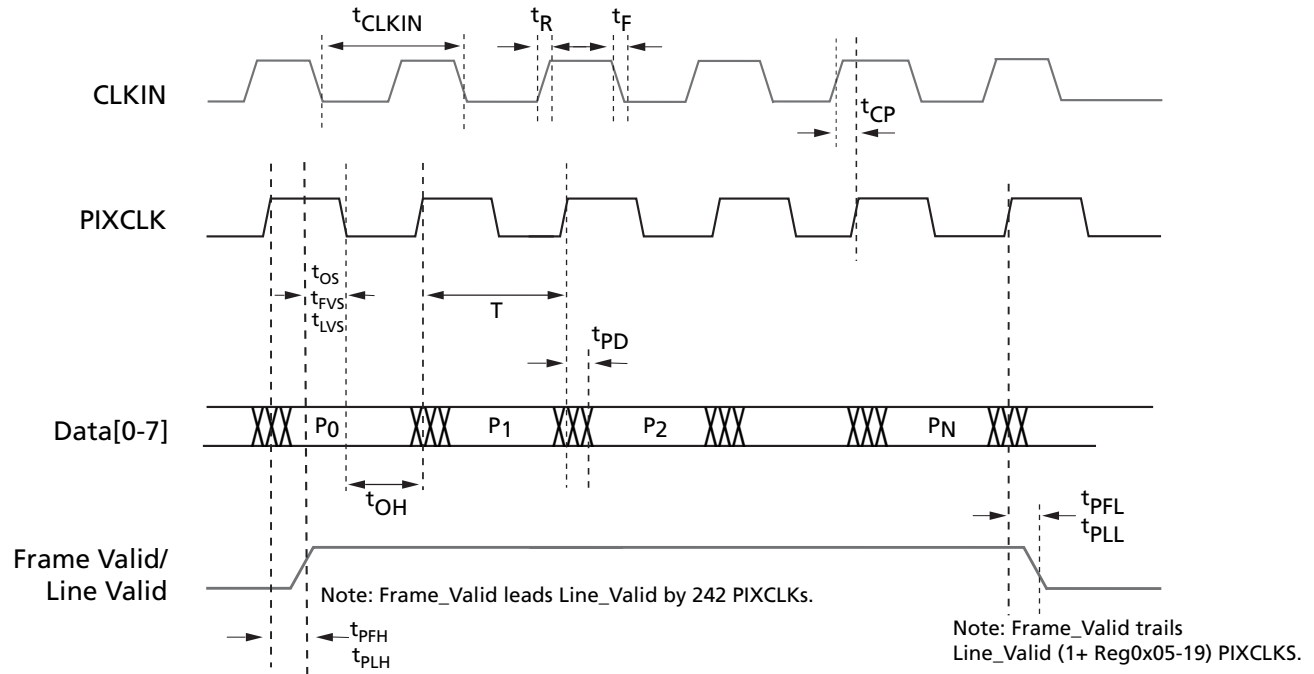 tCLKIN
tR
tF
CLKIN
tCP
PIXCLK
tOS
tFVS
tLVS
T
tPD
Data[0-7]
P0
P1
P2
PN
tOH
tPFL
tPLL
Frame Valid/
Line Valid
Note: Frame_Valid leads Line_Valid by 242 PIXCLKs.
tPFH
tPLH
Note: Frame_Valid trails
Line_Valid (1+ Reg0x05-19) PIXCLKS.